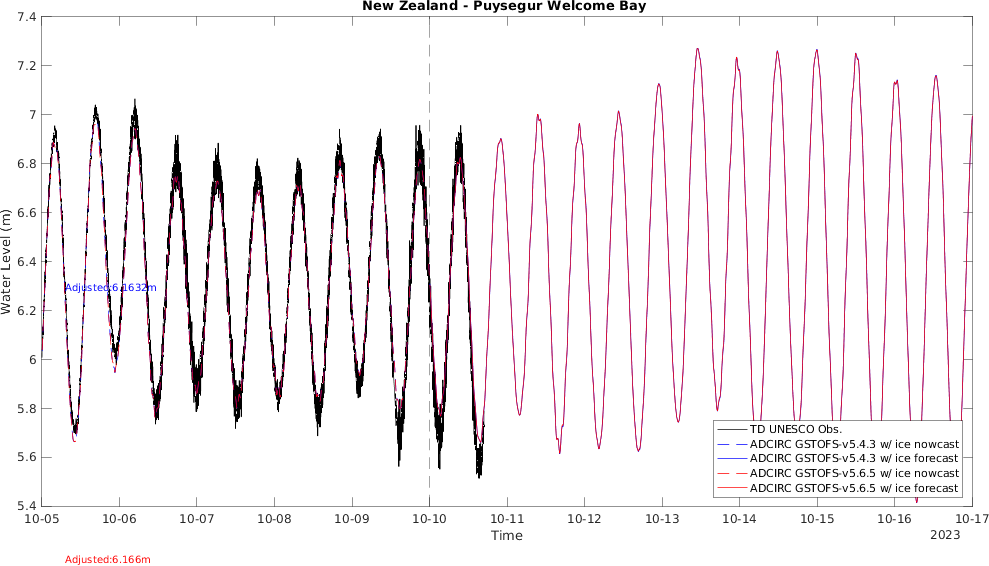 New Zealand - Puysegur Welcome Bay
Water Level (m)
7.4
7.2
7
6.8
6.6
6.4
6.2
6
5.8
5.6
5.4
Adjusted:6.1632m
TD UNESCO Obs.
ADCIRC GSTOFS-v5.4.3 w/ ice nowcast
ADCIRC GSTOFS-v5.4.3 w/ ice forecast
ADCIRC GSTOFS-v5.6.5 w/ ice nowcast
ADCIRC GSTOFS-v5.6.5 w/ ice forecast
10-05 10-06 10-07 10-08 10-09 10-10 10-11 10-12 10-13 10-14 10-15 10-16 10-17
Time
2023
Adjusted:6.166m